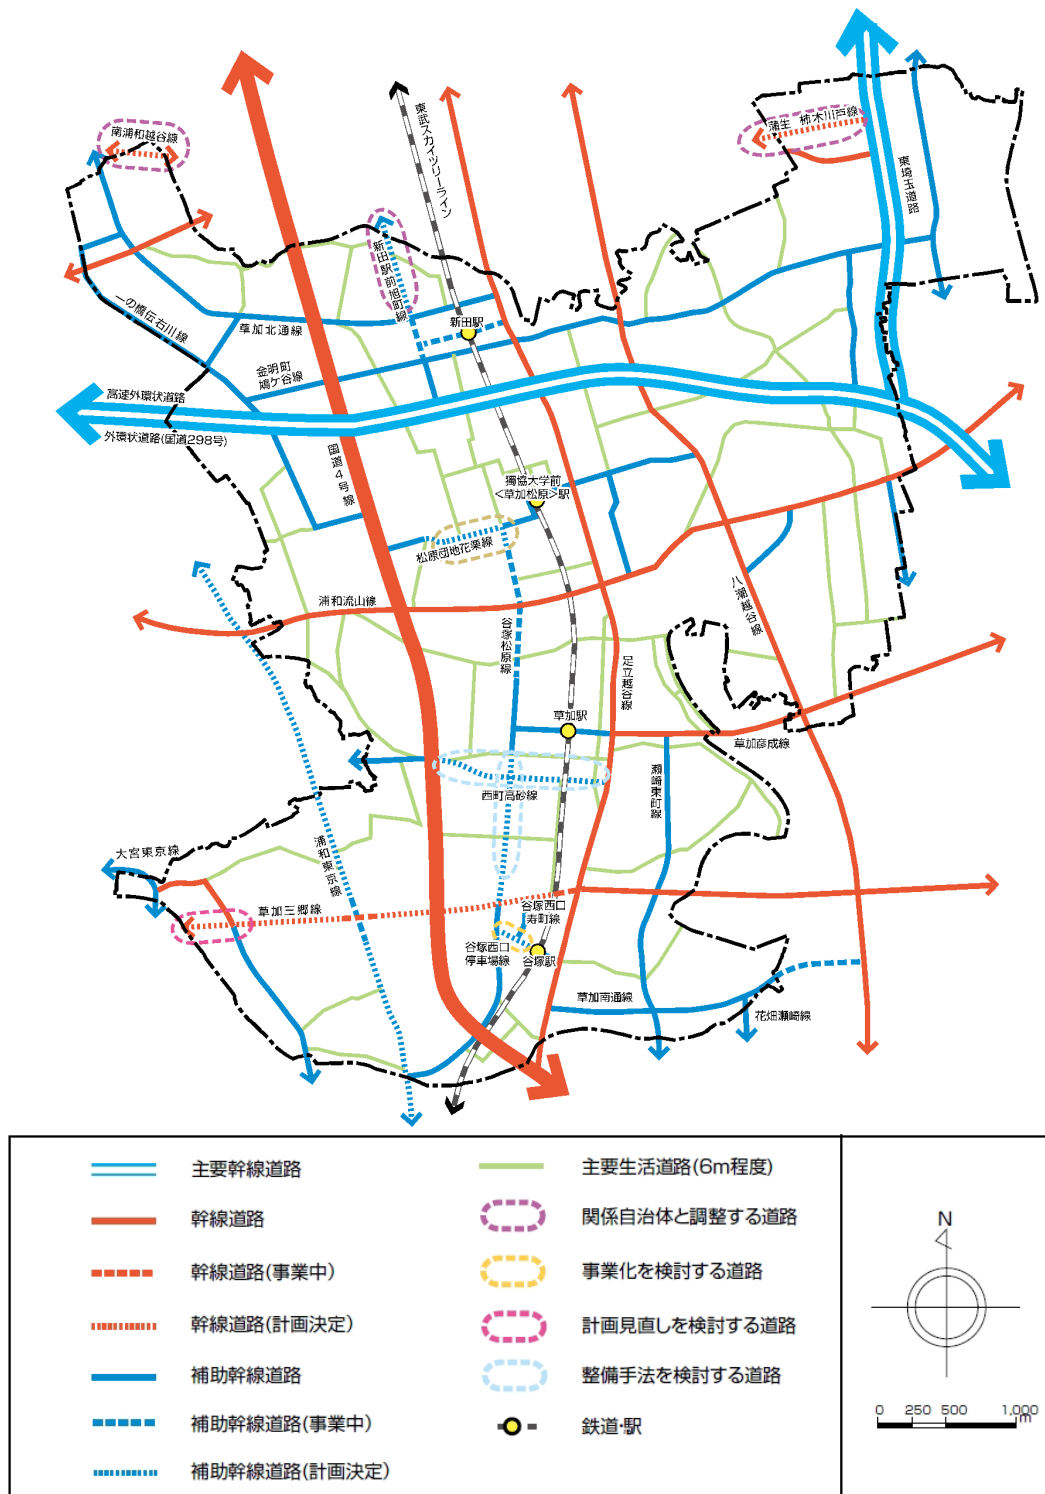 南浦和越谷線
東武スカイツリーライン
蒲生 柿木川戸線
東埼玉道路
新田駅前旭町線
一の橋伝右川線
草加北通線
新田駅
金明町
鳩ケ谷線
高速外環状道路
外環状道路(国道298号)
国道4号線
獨協大学前
<草加松原>駅
松原団地花栗線
浦和流山線
八潮越谷線
谷塚松原線
足立越谷線
草加駅
草加彦成線
瀬崎東町線
西町高砂線
浦和東京線
大宮東京線
草加三郷線
谷塚西口
寿町線
谷塚西口
停車場線
谷塚駅
草加南通線
花畑瀬崎線
主要幹線道路
幹線道路
幹線道路(事業中)
幹線道路(計画決定)
補助幹線道路
補助幹線道路(事業中)
補助幹線道路(計画決定)
主要生活道路(6m程度)
関係自治体と調整する道路
事業化を検討する道路
計画見直しを検討する道路
整備手法を検討する道路
鉄道・駅
N
0 250 500 1,000
m